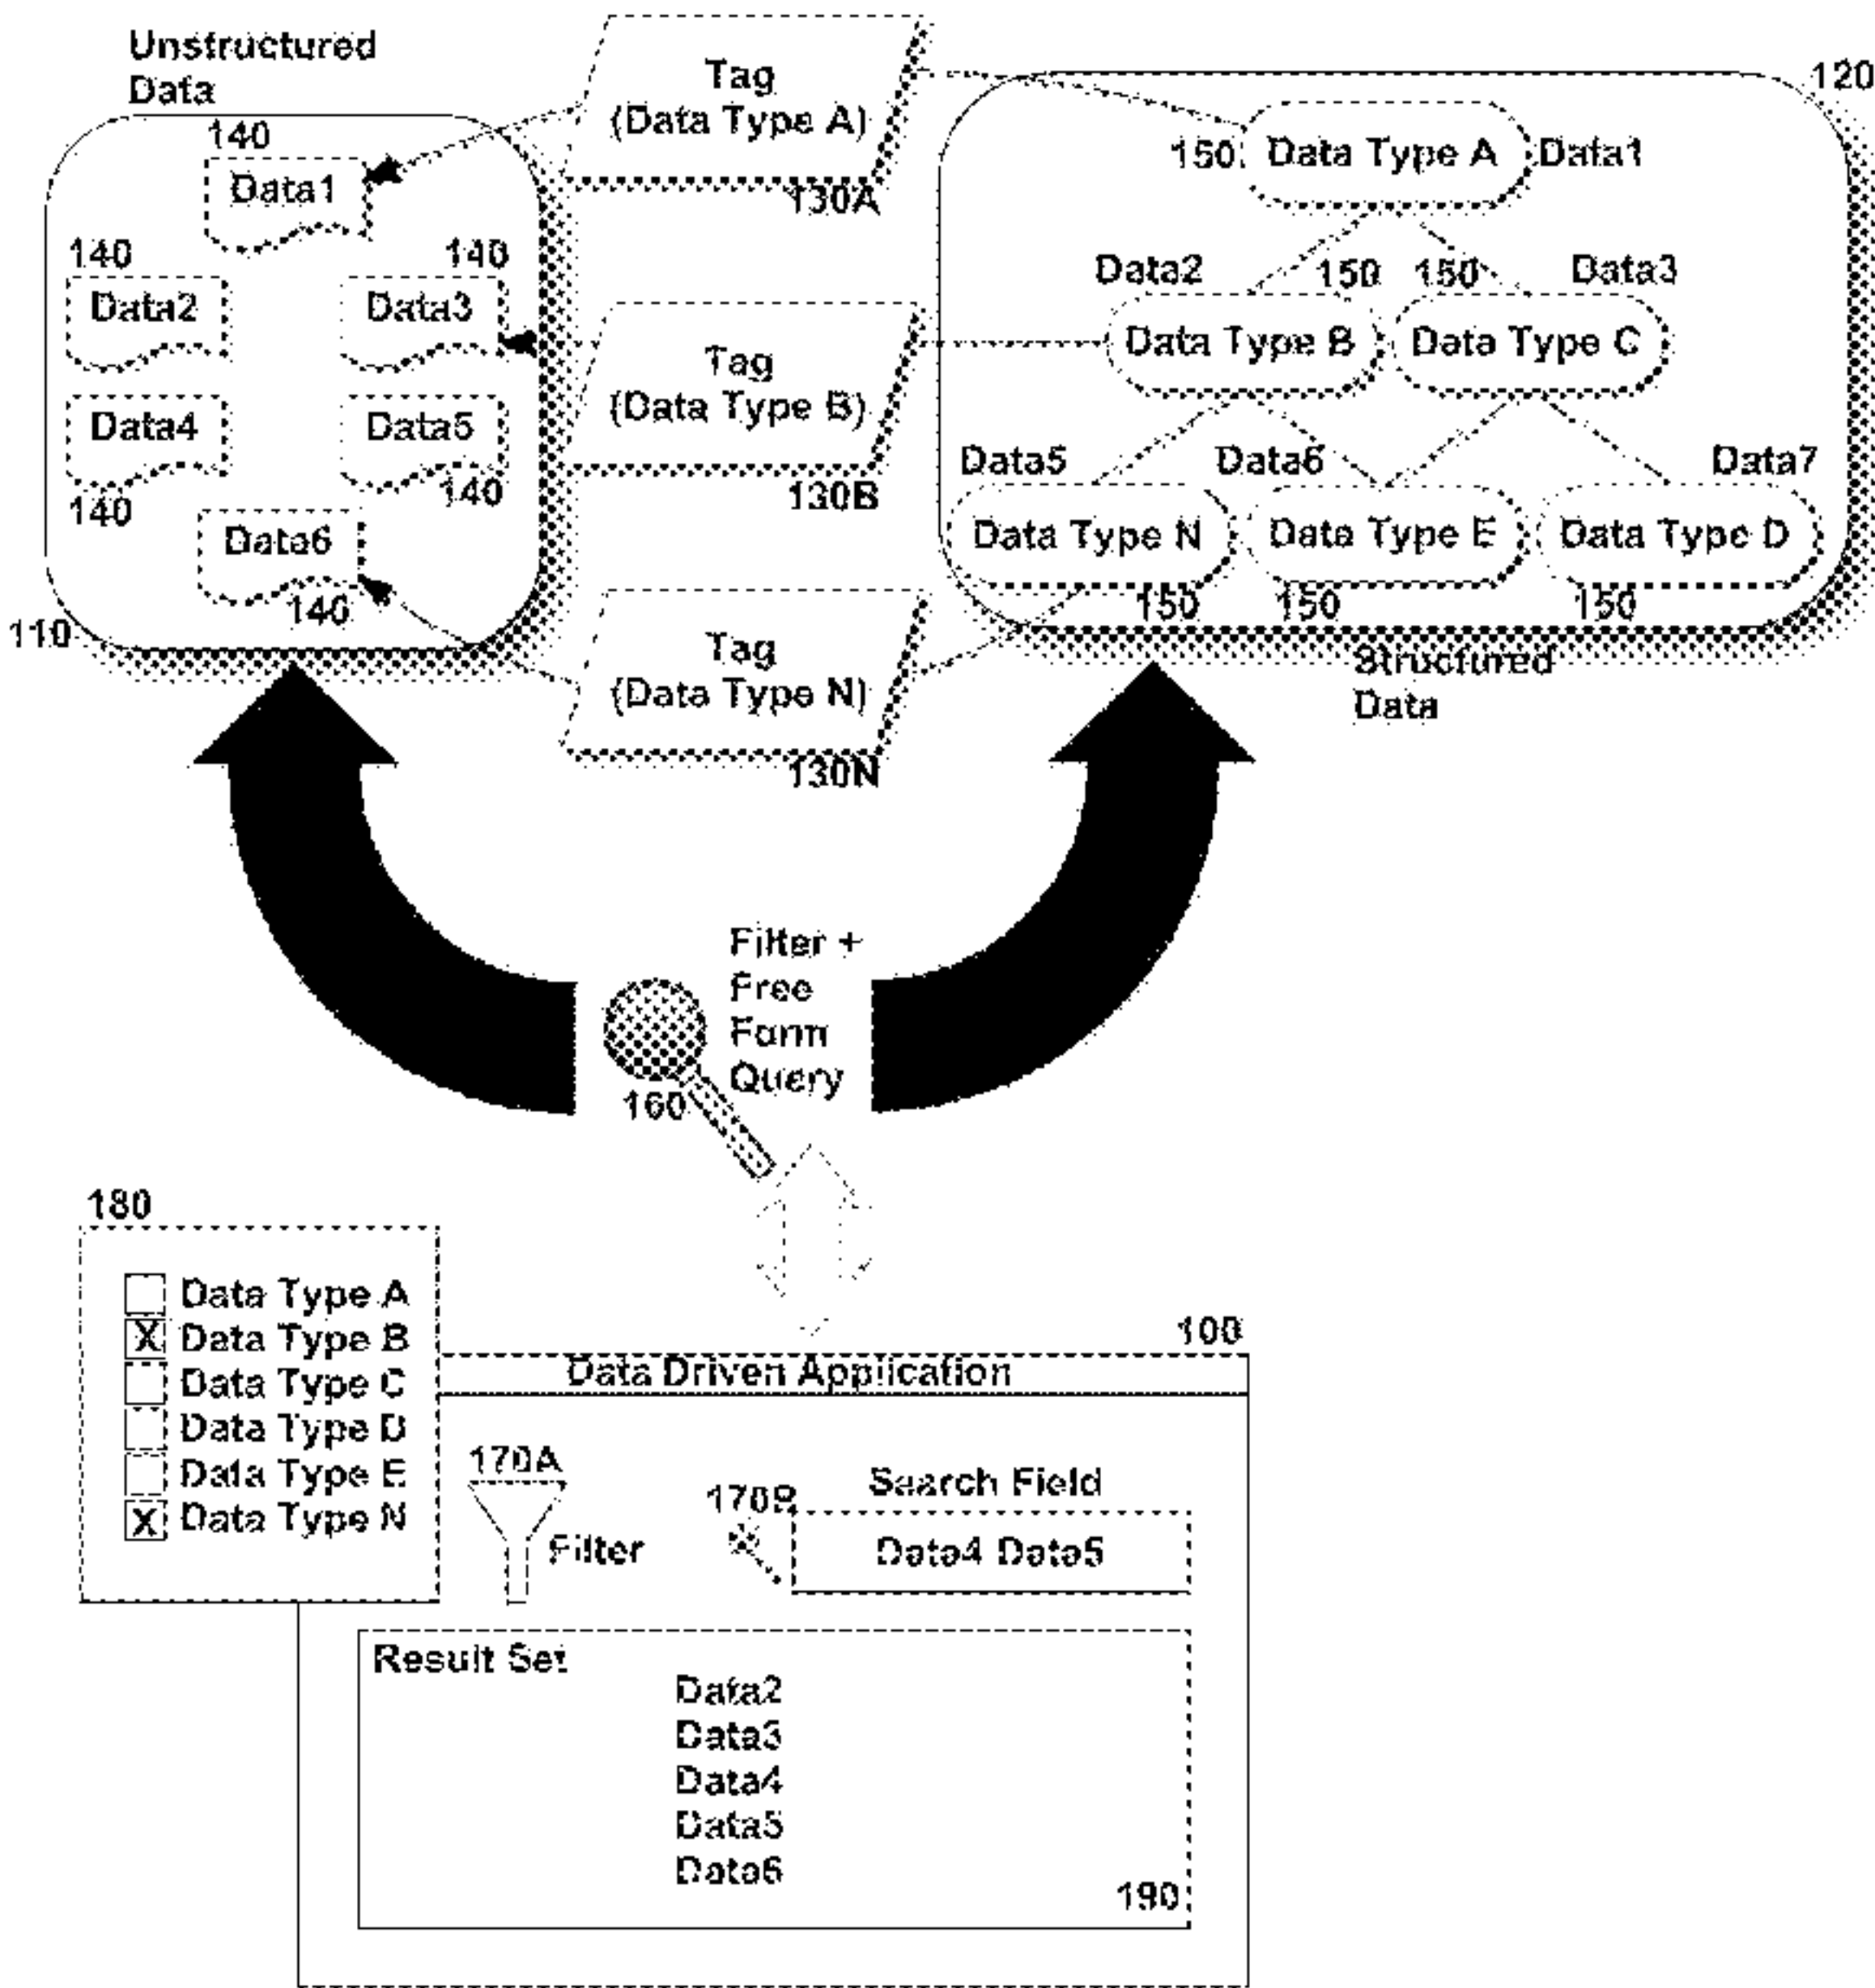 Unstructured
Data
140
Data1
140
Data2
140
Data3
Data4
140
Data5
140
Data6
140
110
Tag
(Data Type A)
130A
Tag
(Data Type B)
130B
Tag
(Data Type N)
130N
120
150
Data Type A
Data1
Data2
150
150
Data3
Data Type B
Data Type C
Data5
Data6
Data7
Data Type N
Data Type E
Data Type D
150
150
150
Structured
Data
Filter +
Free
Form
Query
160
180
Data Type A
X Data Type B
Data Type C
Data Type D
Data Type E
X Data Type N
100
Data Driven Application
170A
Filter
170B
Search Field
Data4 Data5
Result Set
Data2
Data3
Data4
Data5
Data6
190